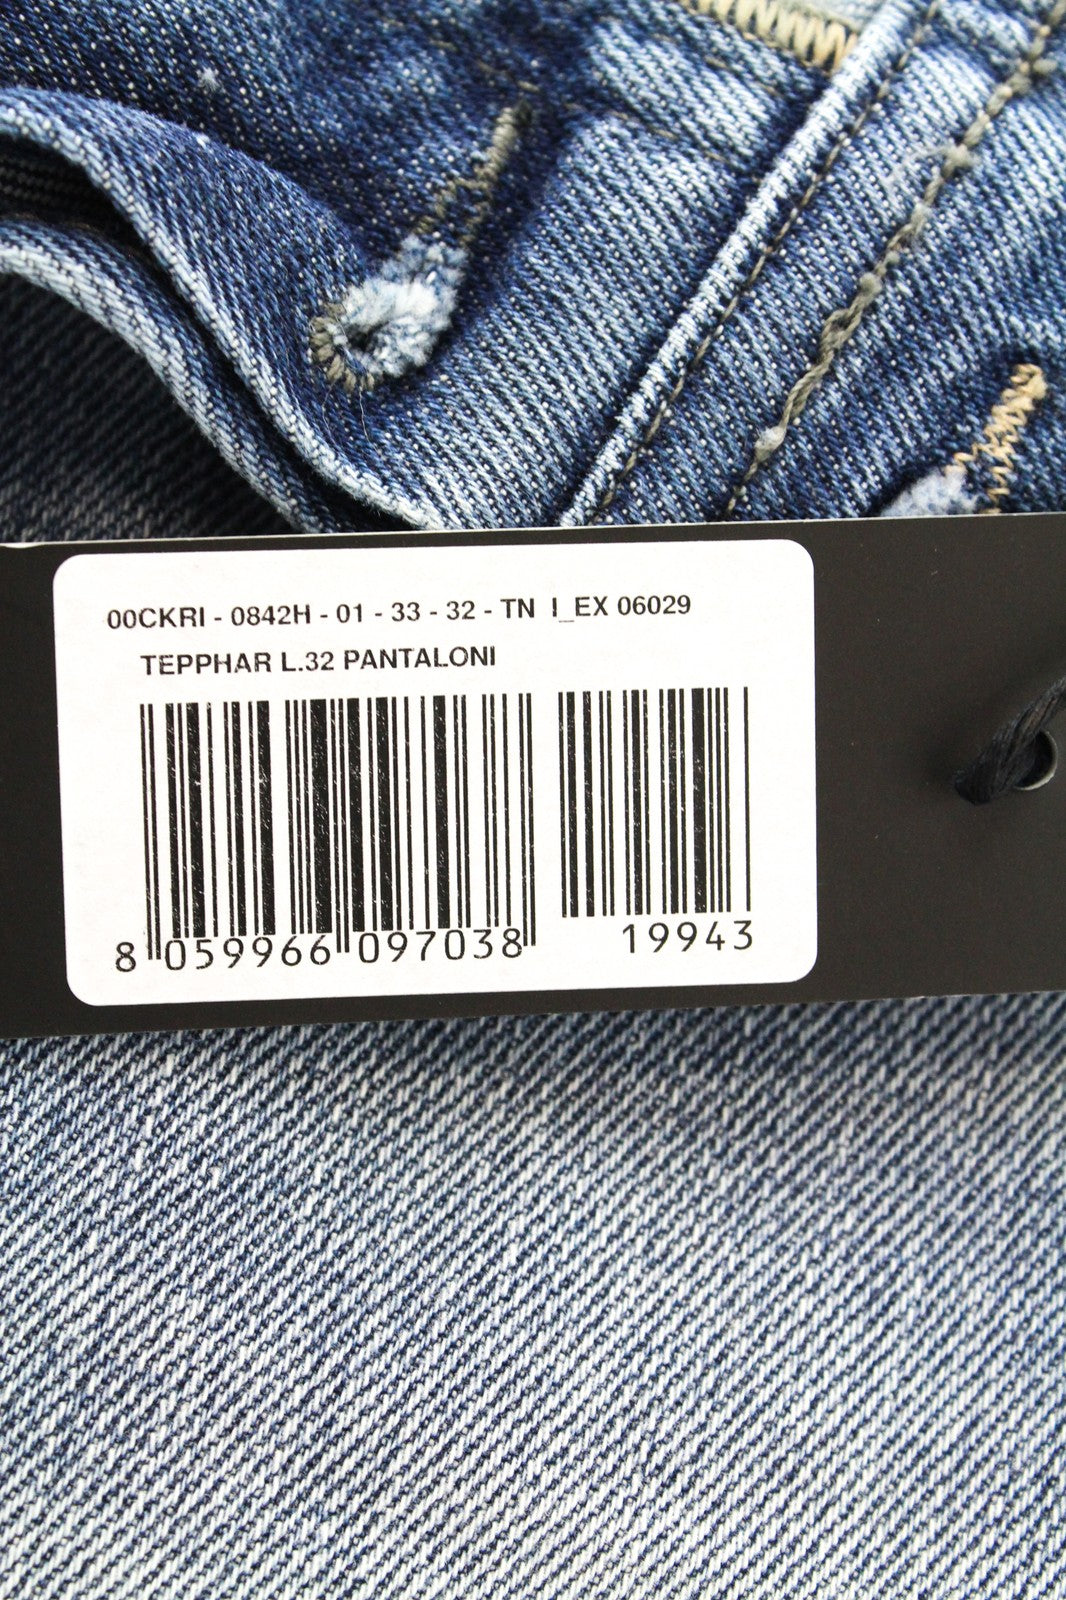 00CKRI - 0842H - 01 - 33 - 32 - TN I_EX 06029
TEPPHAR L.32 PANTALONI
8 059966 097038 19943